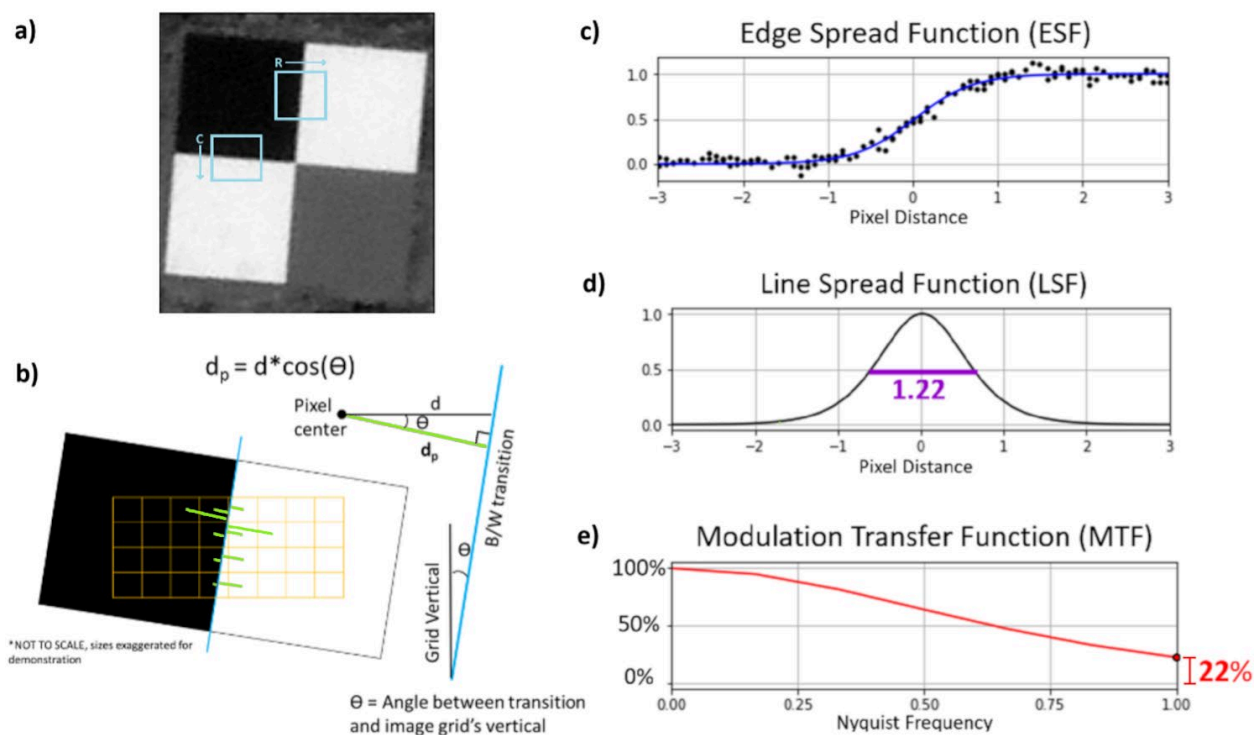 a)
R
C
b)
dₚ = d*cos(Ɵ)
Pixel
center
d
Ɵ
dₚ
B/W transition
Grid Vertical
Ɵ
*NOT TO SCALE, sizes exaggerated for
demonstration
Ɵ = Angle between transition
and image grid's vertical
c)
Edge Spread Function (ESF)
1.0
0.5
0.0
−3 −2 −1 0 1 2 3
Pixel Distance
d)
Line Spread Function (LSF)
1.0
0.5
0.0
1.22
−3 −2 −1 0 1 2 3
Pixel Distance
e)
Modulation Transfer Function (MTF)
100%
50%
0%
22%
0.00 0.25 0.50 0.75 1.00
Nyquist Frequency